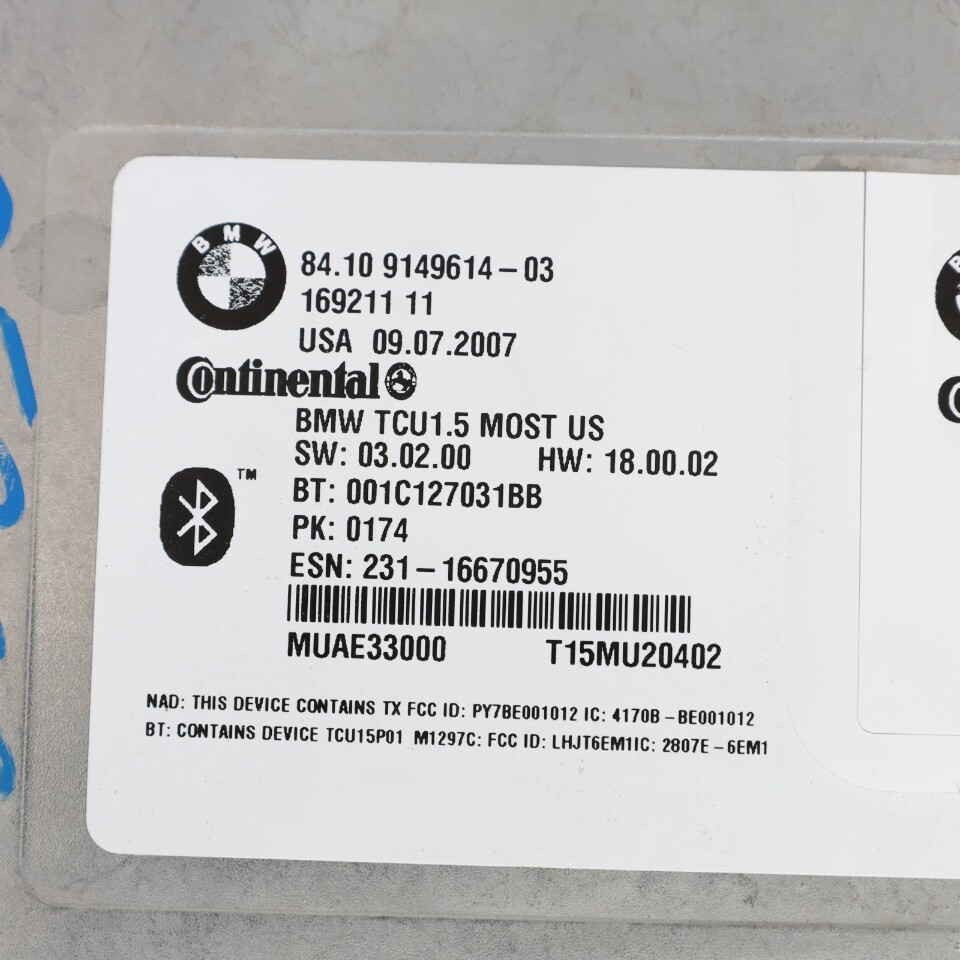 BMW
84.10 9149614-03
169211 11
USA 09.07.2007
Continental
BMW TCU1.5 MOST US
SW: 03.02.00 HW: 18.00.02
™
BT: 001C127031BB
PK: 0174
ESN: 231-16670955
MUAE33000 T15MU20402
NAD: THIS DEVICE CONTAINS TX FCC ID: PY7BE001012 IC: 4170B-BE001012
BT: CONTAINS DEVICE TCU15P01 M1297C: FCC ID: LHJT6EM1IC: 2807E-6EM1